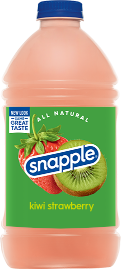 NEW LOOK
SAME
GREAT
TASTE
ALL NATURAL
snapple
kiwi strawberry